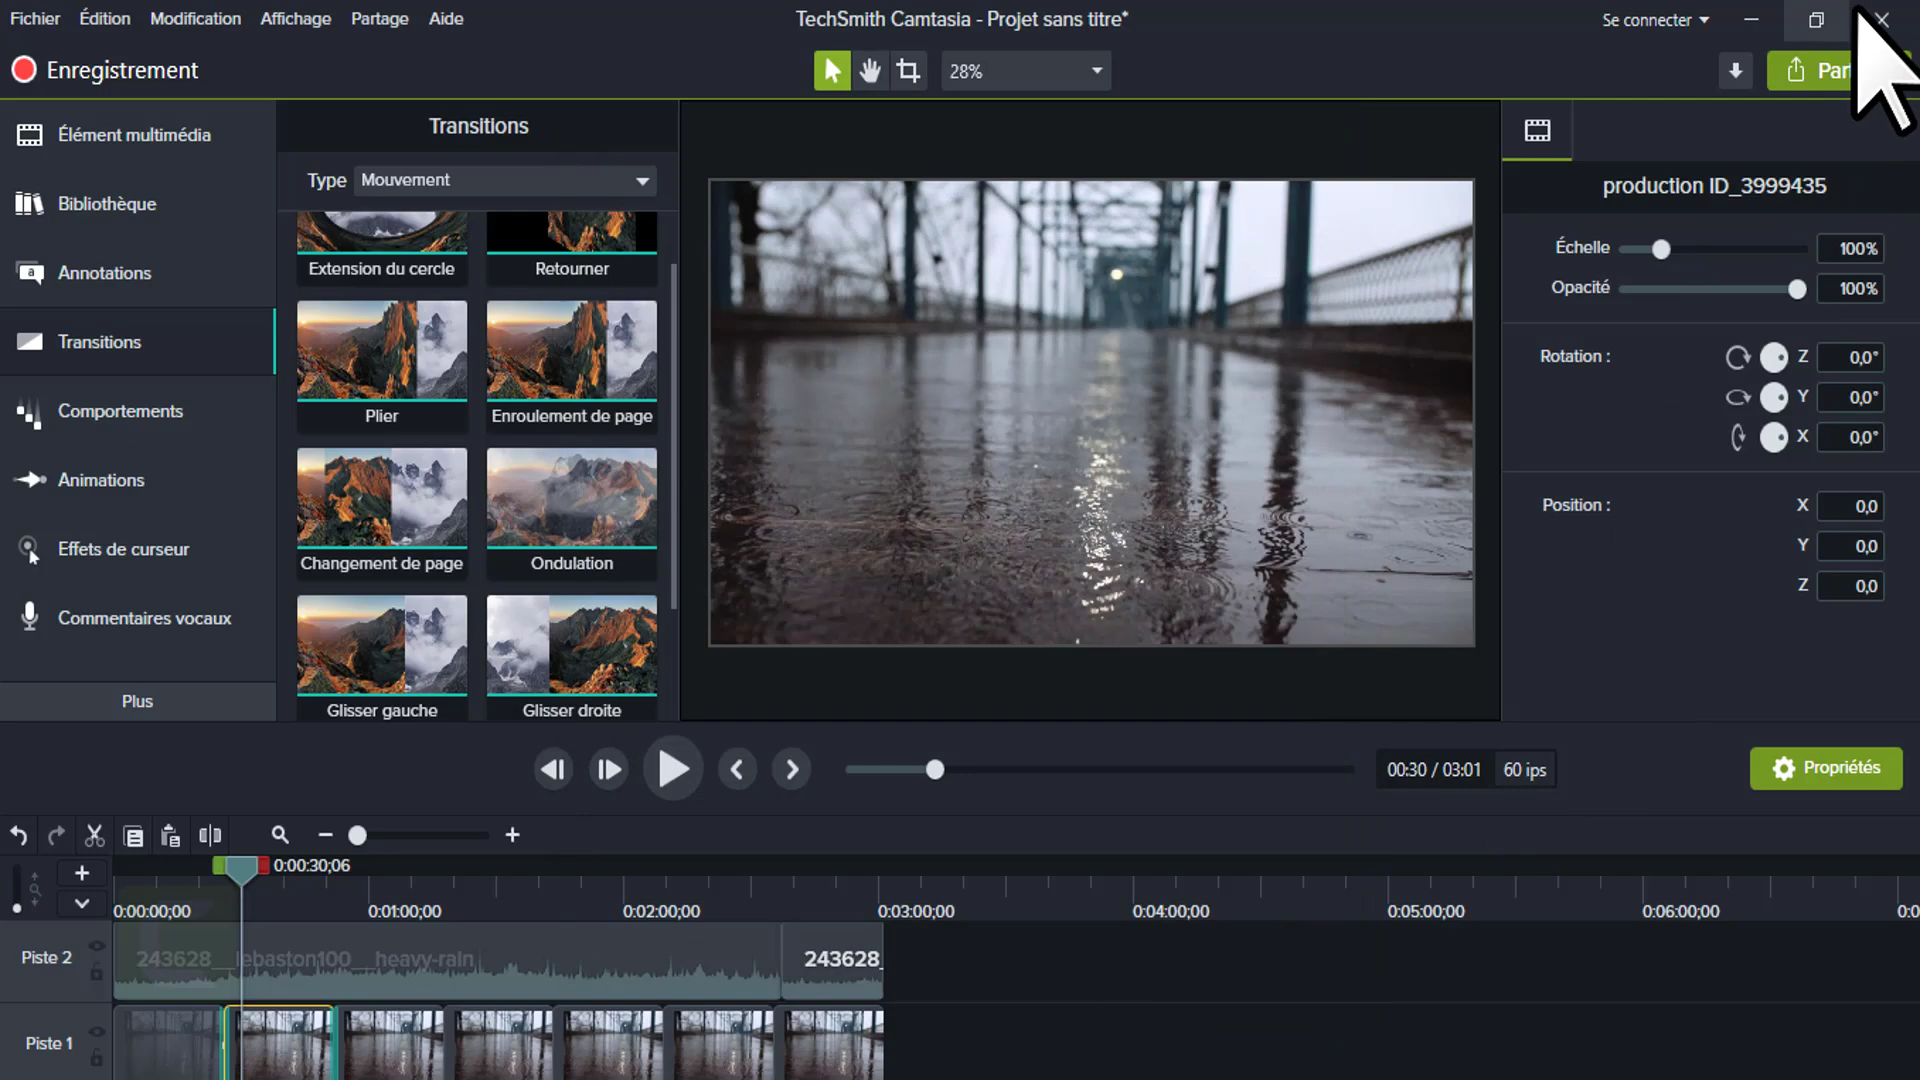 Fichier Édition Modification Affichage Partage Aide
TechSmith Camtasia - Projet sans titre*
Se connecter
Enregistrement
28%
Élément multimédia
Bibliothèque
Annotations
Transitions
Comportements
Animations
Effets de curseur
Commentaires vocaux
Plus
Transitions
Type Mouvement
Extension du cercle Retourner
Plier Enroulement de page
Changement de page Ondulation
Glisser gauche Glisser droite
production ID_3999435
Échelle 100%
Opacité 100%
Rotation : Z 0,0°
Y 0,0°
X 0,0°
Position : X 0,0
Y 0,0
Z 0,0
00:30 / 03:01 60 ips
Propriétés
0:00:30;06
0:00:00;00 0:01:00;00 0:02:00;00 0:03:00;00 0:04:00;00 0:05:00;00 0:06:00;00
Piste 2
243628__lebaston100__heavy-rain
243628_
Piste 1